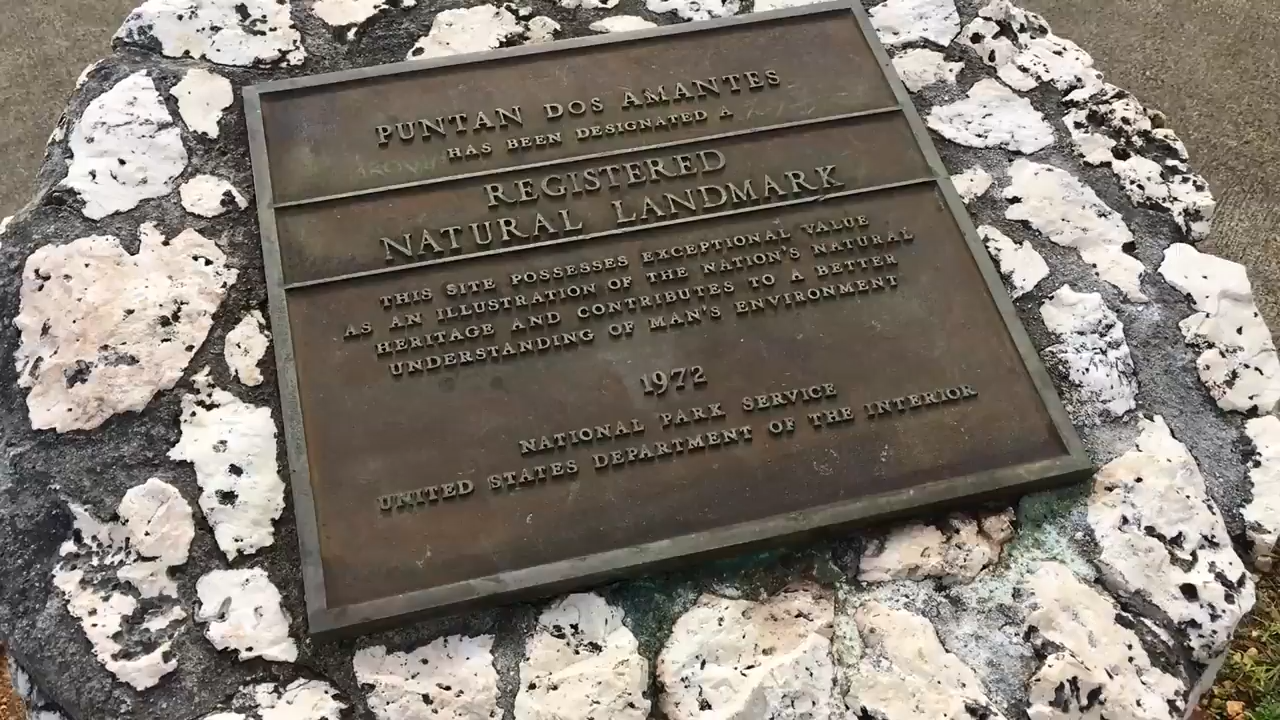 PUNTAN DOS AMANTES
HAS BEEN DESIGNATED A
REGISTERED
NATURAL LANDMARK
THIS SITE POSSESSES EXCEPTIONAL VALUE
AS AN ILLUSTRATION OF THE NATION'S NATURAL
HERITAGE AND CONTRIBUTES TO A BETTER
UNDERSTANDING OF MAN'S ENVIRONMENT
1972
NATIONAL PARK SERVICE
UNITED STATES DEPARTMENT OF THE INTERIOR